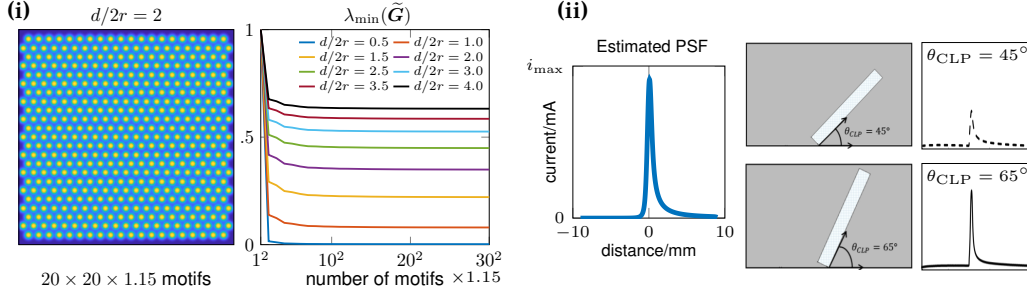 (i)
d/2r = 2
20 × 20 × 1.15 motifs
λmin(G̃)
1
.5
0
d/2r = 0.5
d/2r = 1.0
d/2r = 1.5
d/2r = 2.0
d/2r = 2.5
d/2r = 3.0
d/2r = 3.5
d/2r = 4.0
1² 10² 20² 30²
number of motifs ×1.15
(ii)
Estimated PSF
imax
current/mA
−10 0 10
distance/mm
θCLP = 45°
θCLP = 45°
θCLP = 65°
θCLP = 65°